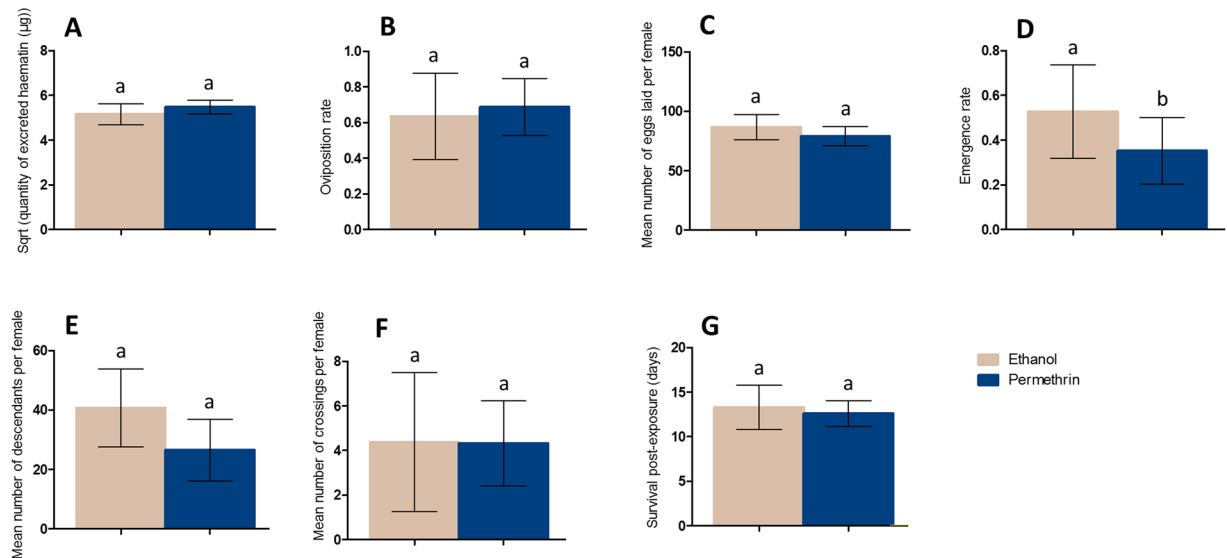 A
Sqrt (quantity of excreted haematin (µg))
8
6
4
2
0
a
a
B
Oviposition rate
1.0
0.8
0.6
0.4
0.2
0.0
a
a
C
Mean number of eggs laid per female
150
100
50
0
a
a
D
Emergence rate
0.8
0.6
0.4
0.2
0.0
a
b
E
Mean number of descendants per female
60
40
20
0
a
a
F
Mean number of crossings per female
8
6
4
2
0
a
a
G
Survival post-exposure (days)
20
15
10
5
0
a
a
Ethanol
Permethrin